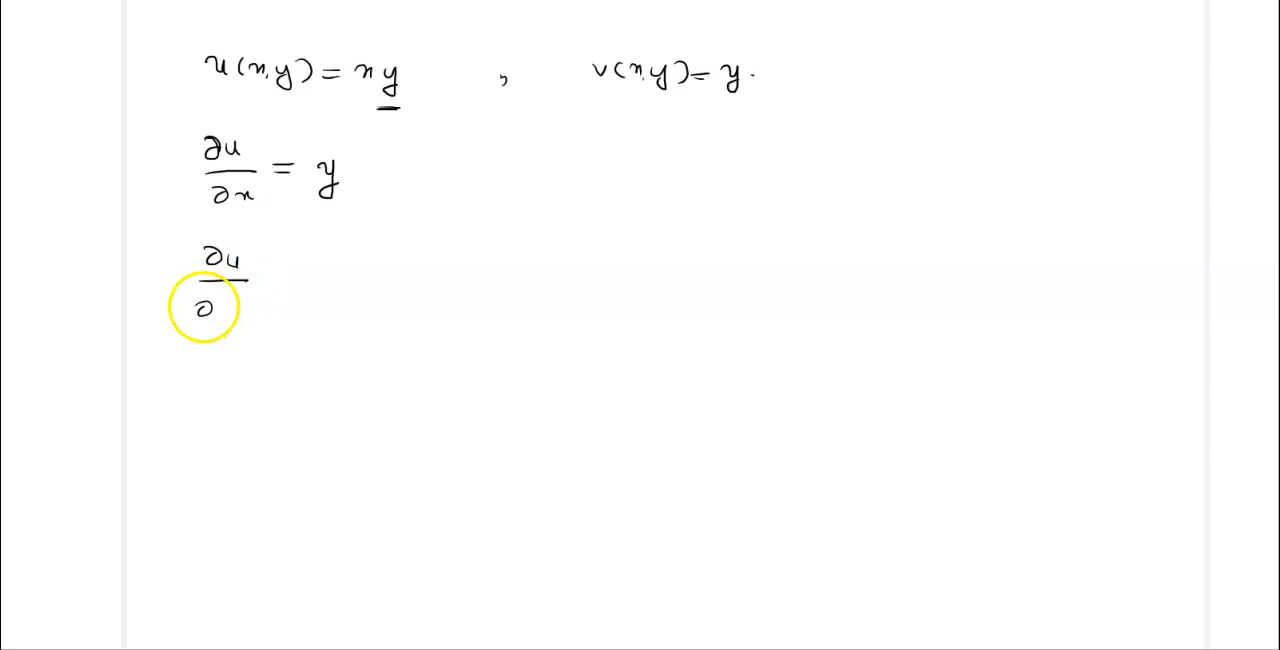 u(x,y) = xy , v(x,y) = y.
∂u/∂x = y
∂u/∂